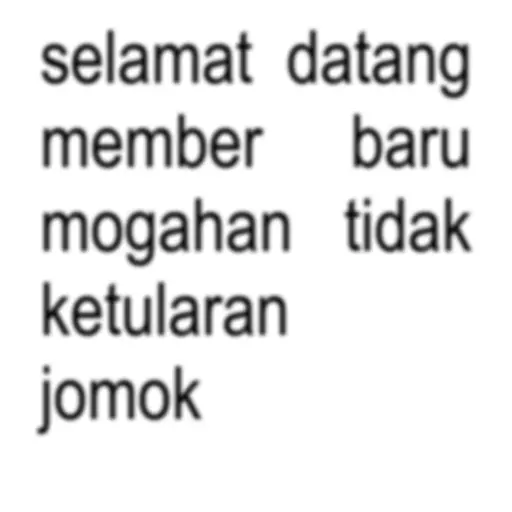 selamat datang
member baru
mogahan tidak
ketularan
jomok